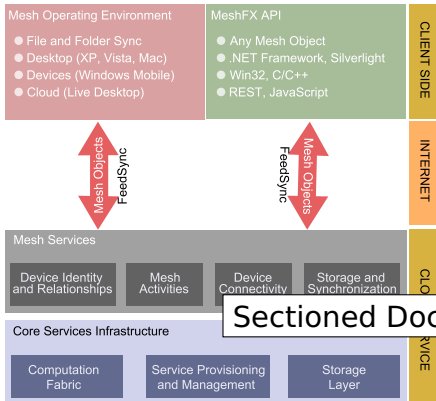 Mesh Operating Environment
File and Folder Sync
Desktop (XP, Vista, Mac)
Devices (Windows Mobile)
Cloud (Live Desktop)
MeshFX API
Any Mesh Object
.NET Framework, Silverlight
Win32, C/C++
REST, JavaScript
CLIENT SIDE
Mesh Objects
FeedSync
Mesh Objects
FeedSync
INTERNET
Mesh Services
Device Identity
and Relationships
Mesh
Activities
Device
Connectivity
Storage and
Synchronization
Sectioned Doc
Core Services Infrastructure
Computation
Fabric
Service Provisioning
and Management
Storage
Layer